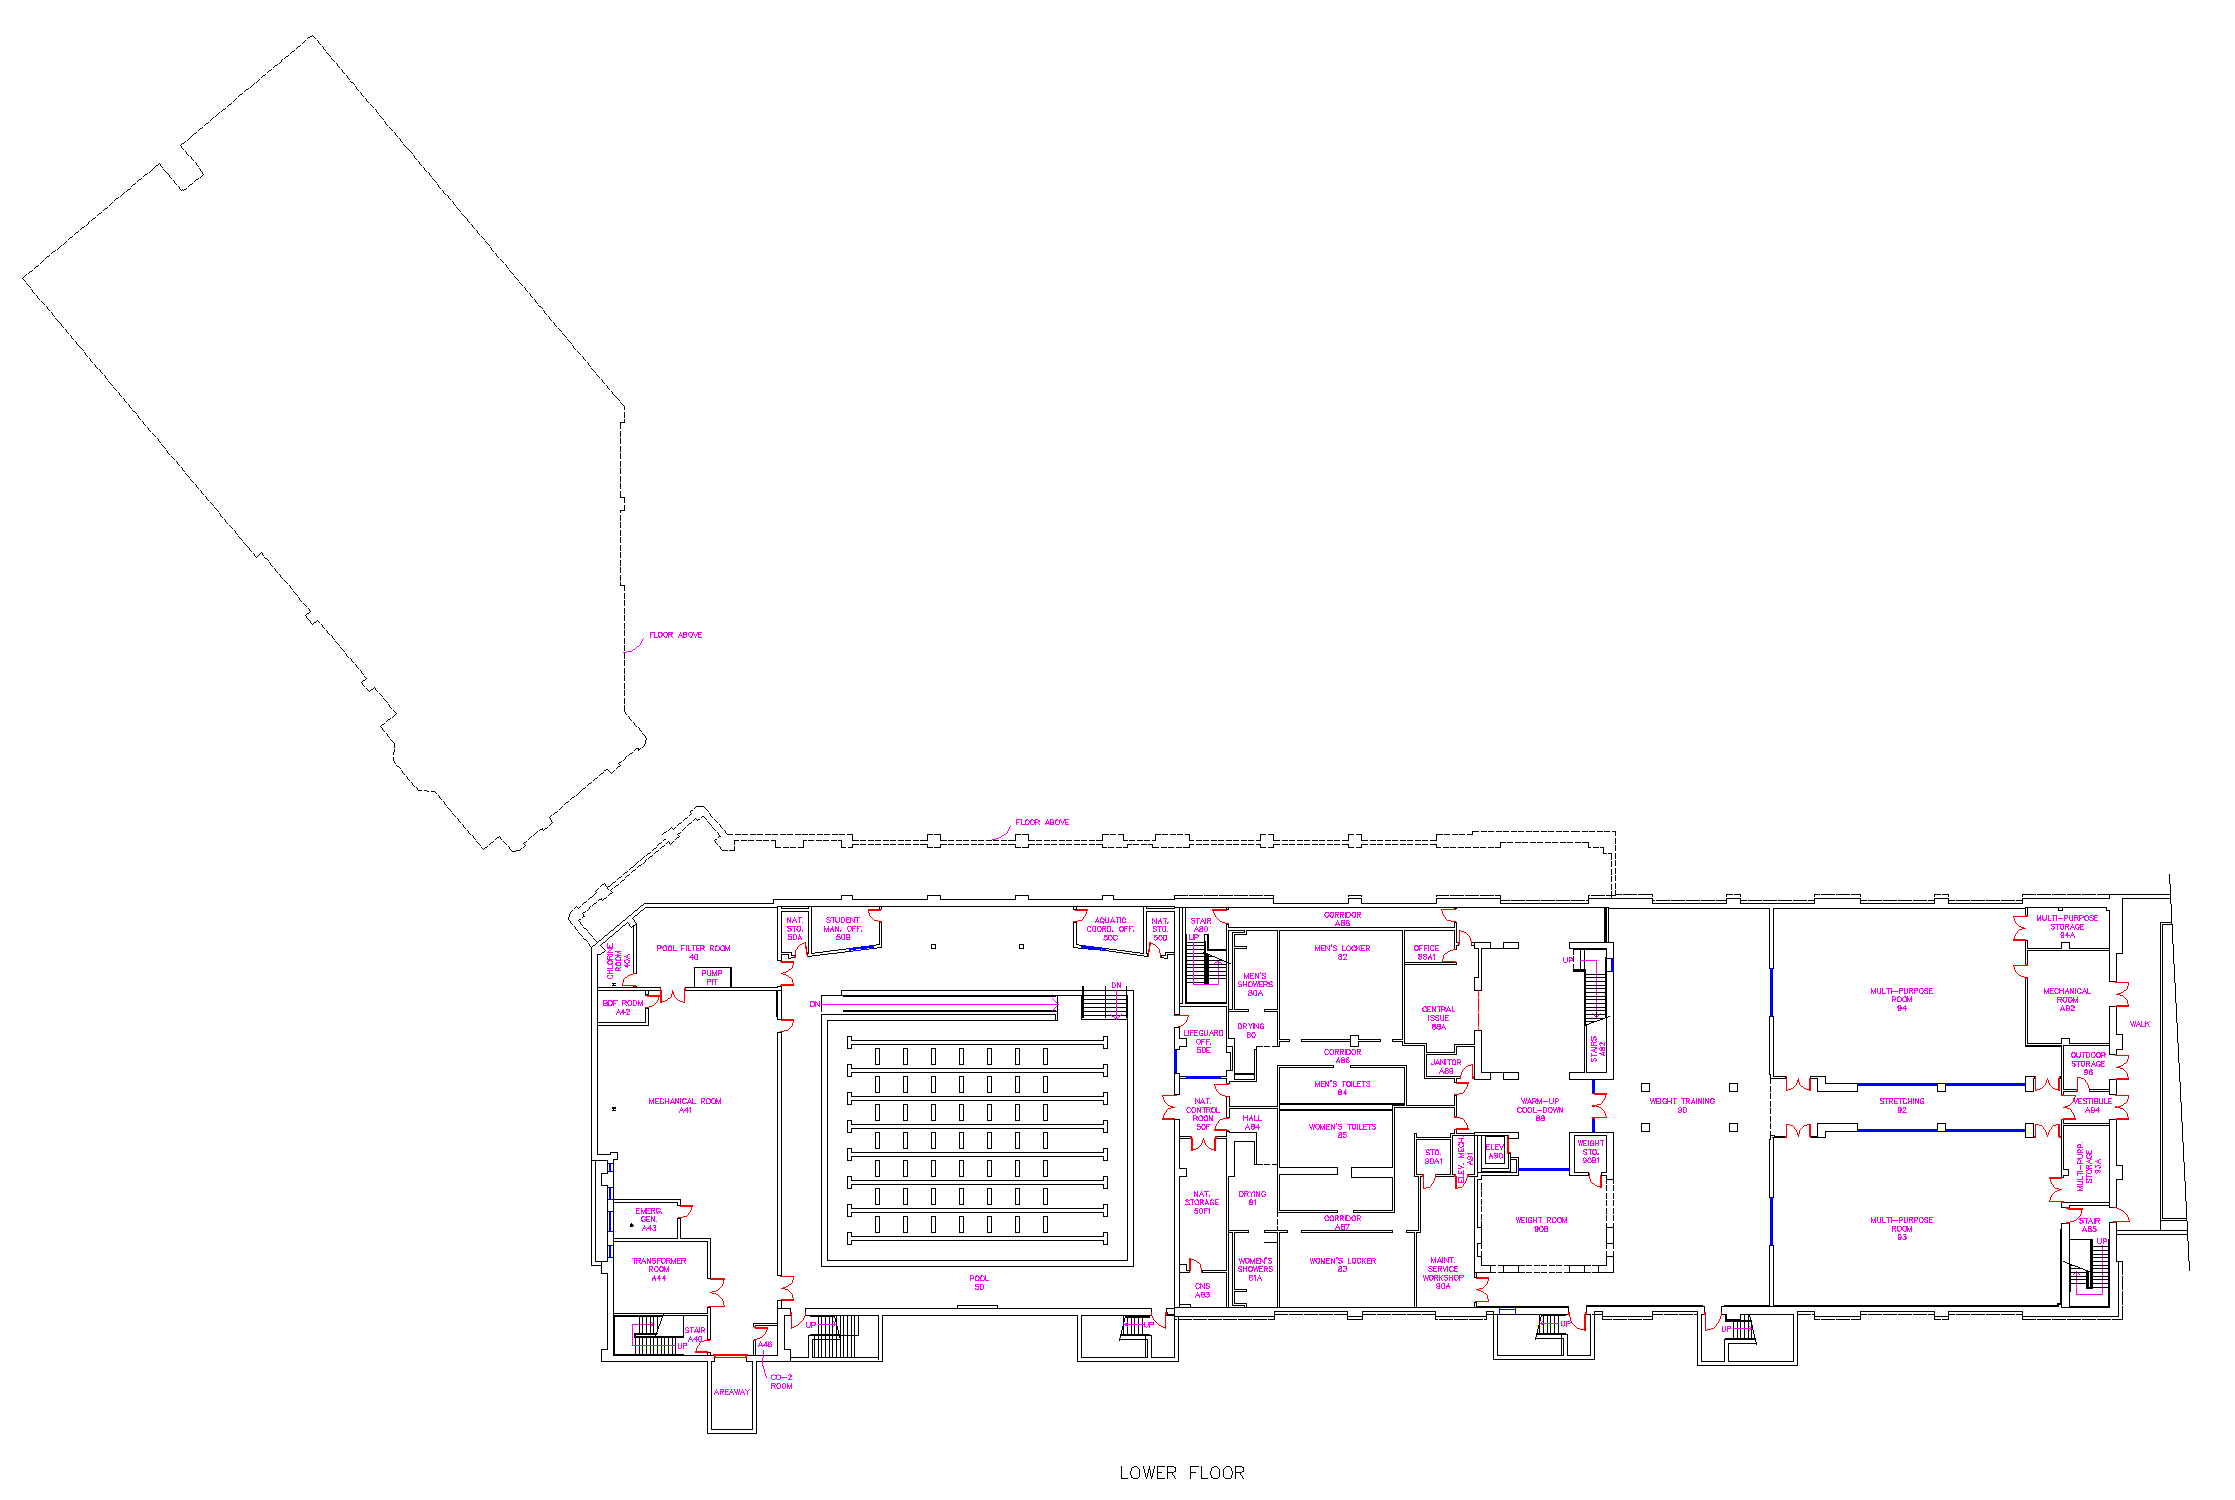 FLOOR ABOVE
FLOOR ABOVE
NAT.
STO.
50A
STUDENT
MAN. OFF.
50B
AQUATIC
COORD. OFF.
50C
NAT.
STO.
50D
STAIR
A80
UP
CORRIDOR
A88
MULTI-PURPOSE
STORAGE
94A
CHLORINE
ROOM
40A
POOL FILTER ROOM
40
PUMP
PIT
MEN'S LOCKER
82
OFFICE
88A1
UP
MEN'S
SHOWERS
80A
BDF ROOM
A42
DN
DN
CENTRAL
ISSUE
88A
MULTI-PURPOSE
ROOM
94
MECHANICAL
ROOM
A92
WALK
DRYING
80
LIFEGUARD
OFF.
50E
CORRIDOR
A86
JANITOR
A89
STAIRS
A82
OUTDOOR
STORAGE
96
MEN'S TOILETS
84
MECHANICAL ROOM
A41
NAT.
CONTROL
ROOM
50F
HALL
A84
WARM-UP
COOL-DOWN
89
WEIGHT TRAINING
90
STRETCHING
92
VESTIBULE
A94
WOMEN'S TOILETS
85
STO.
90A1
ELEV. MECH.
A91
ELEV.
A90
WEIGHT
STO.
90B1
MULTI-PURP.
STORAGE
93A
NAT.
STORAGE
50F1
DRYING
81
EMERG.
GEN.
A43
CORRIDOR
A87
WEIGHT ROOM
90B
MULTI-PURPOSE
ROOM
93
STAIR
A85
UP
TRANSFORMER
ROOM
A44
WOMEN'S
SHOWERS
81A
WOMEN'S LOCKER
83
MAINT.
SERVICE
WORKSHOP
90A
POOL
50
CNS
A83
STAIR
A40
UP
A46
UP
UP
UP
UP
CO-2
ROOM
AREAWAY
LOWER FLOOR